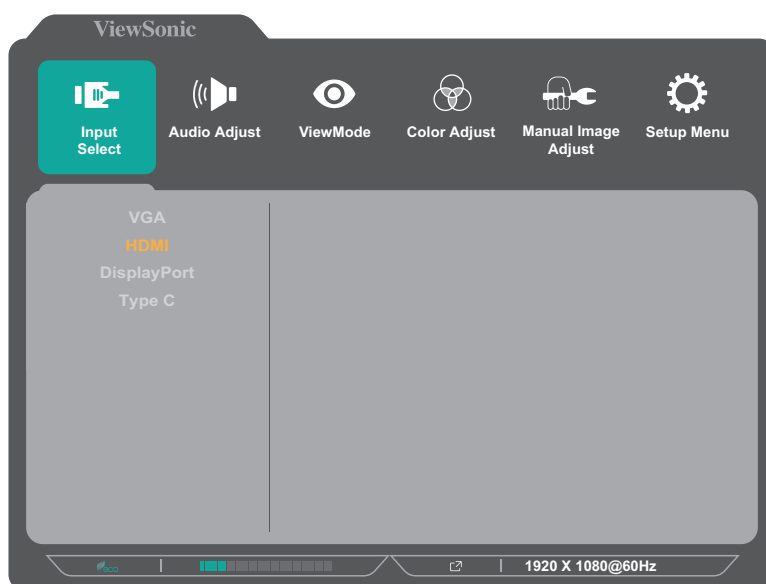 ViewSonic
Input Select
Audio Adjust
ViewMode
Color Adjust
Manual Image Adjust
Setup Menu
VGA
HDMI
DisplayPort
Type C
eco
1920 X 1080@60Hz